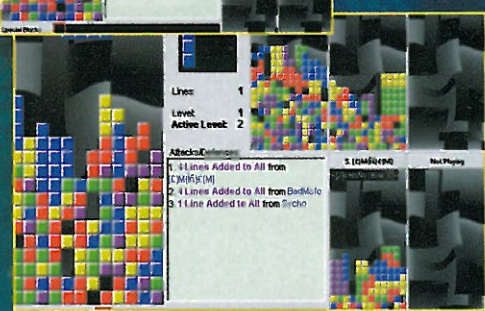 Special Blocks
Lines: 1
Level: 1
Active Level: 2
Attacks/Defenses
1. 4 Lines Added to All from
2. 4 Lines Added to All from BadMofo
3. 1 Line Added to All from Sycho
Not Playing